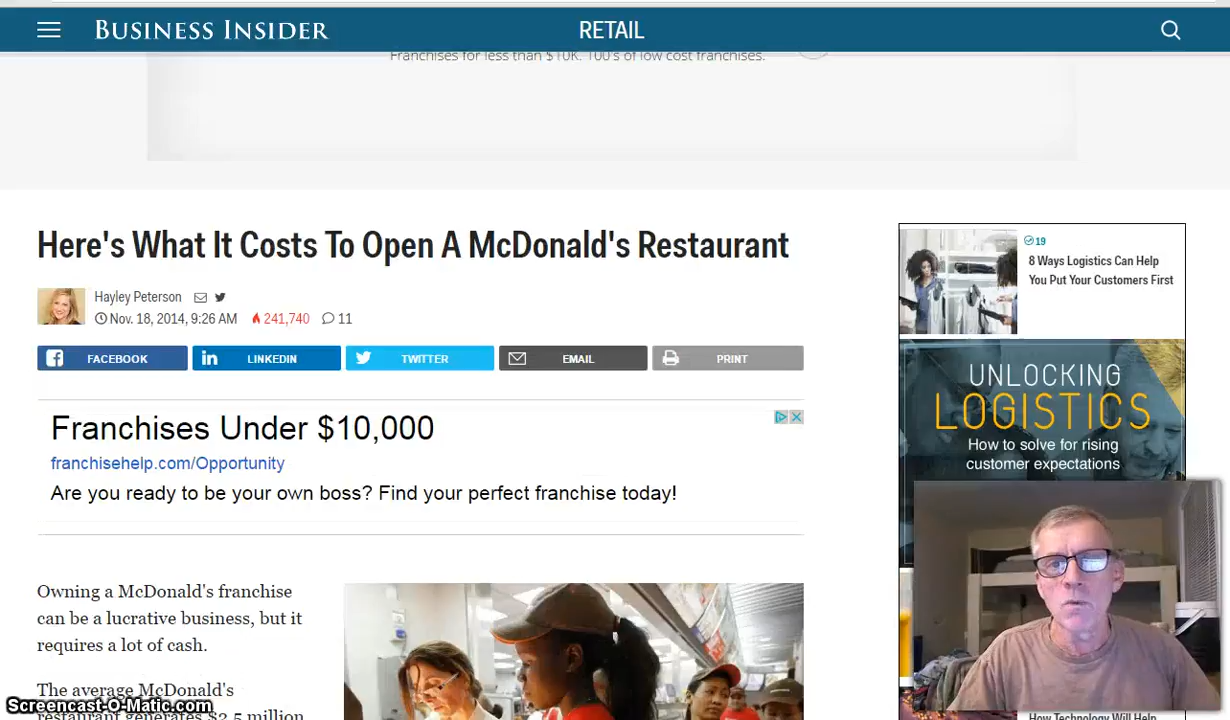 BUSINESS INSIDER
RETAIL
Franchises for less than $10K. 100's of low cost franchises.
Here's What It Costs To Open A McDonald's Restaurant
Hayley Peterson
Nov. 18, 2014, 9:26 AM 241,740 11
FACEBOOK
LINKEDIN
TWITTER
EMAIL
PRINT
Franchises Under $10,000
franchisehelp.com/Opportunity
Are you ready to be your own boss? Find your perfect franchise today!
Owning a McDonald's franchise
can be a lucrative business, but it
requires a lot of cash.
The average McDonald's
restaurant generates $2.5 million
19
8 Ways Logistics Can Help
You Put Your Customers First
UNLOCKING
LOGISTICS
How to solve for rising
customer expectations
How Technology Will Help
Screencast-O-Matic.com